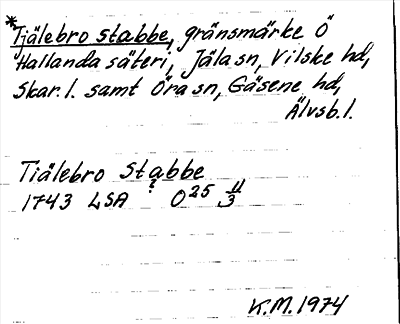 *Tjälebro stabbe, gränsmärke Ö
Hallanda säteri, Jäla sn, Vilske hd,
Skar. l. samt Öra sn, Gäsene hd,
Älvsb. l.
Tiälebro stabbe
?
1743 LSA O 25 11/3
K.M. 1974